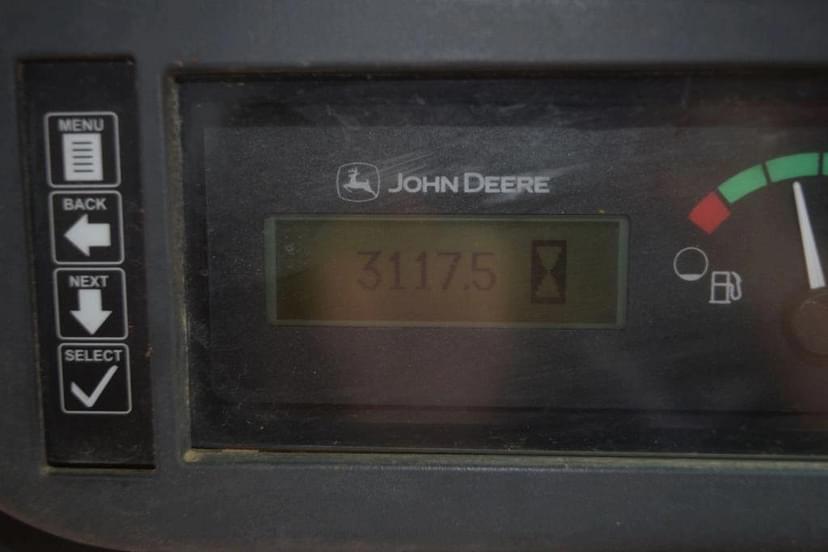 MENU
BACK
NEXT
SELECT
JOHN DEERE
3117.5